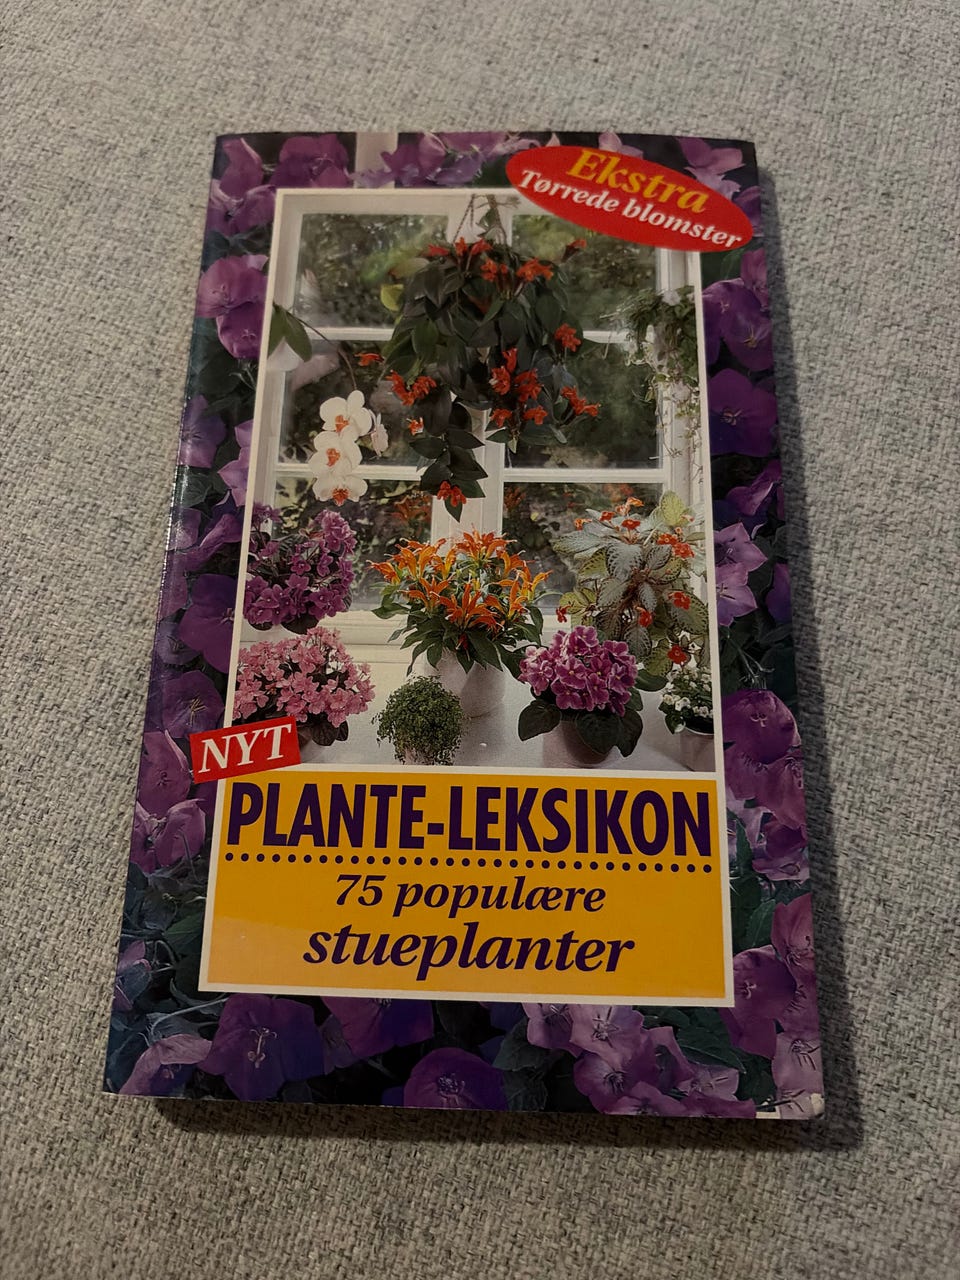 Ekstra
Tørrede blomster
NYT
PLANTE-LEKSIKON
75 populære
stueplanter